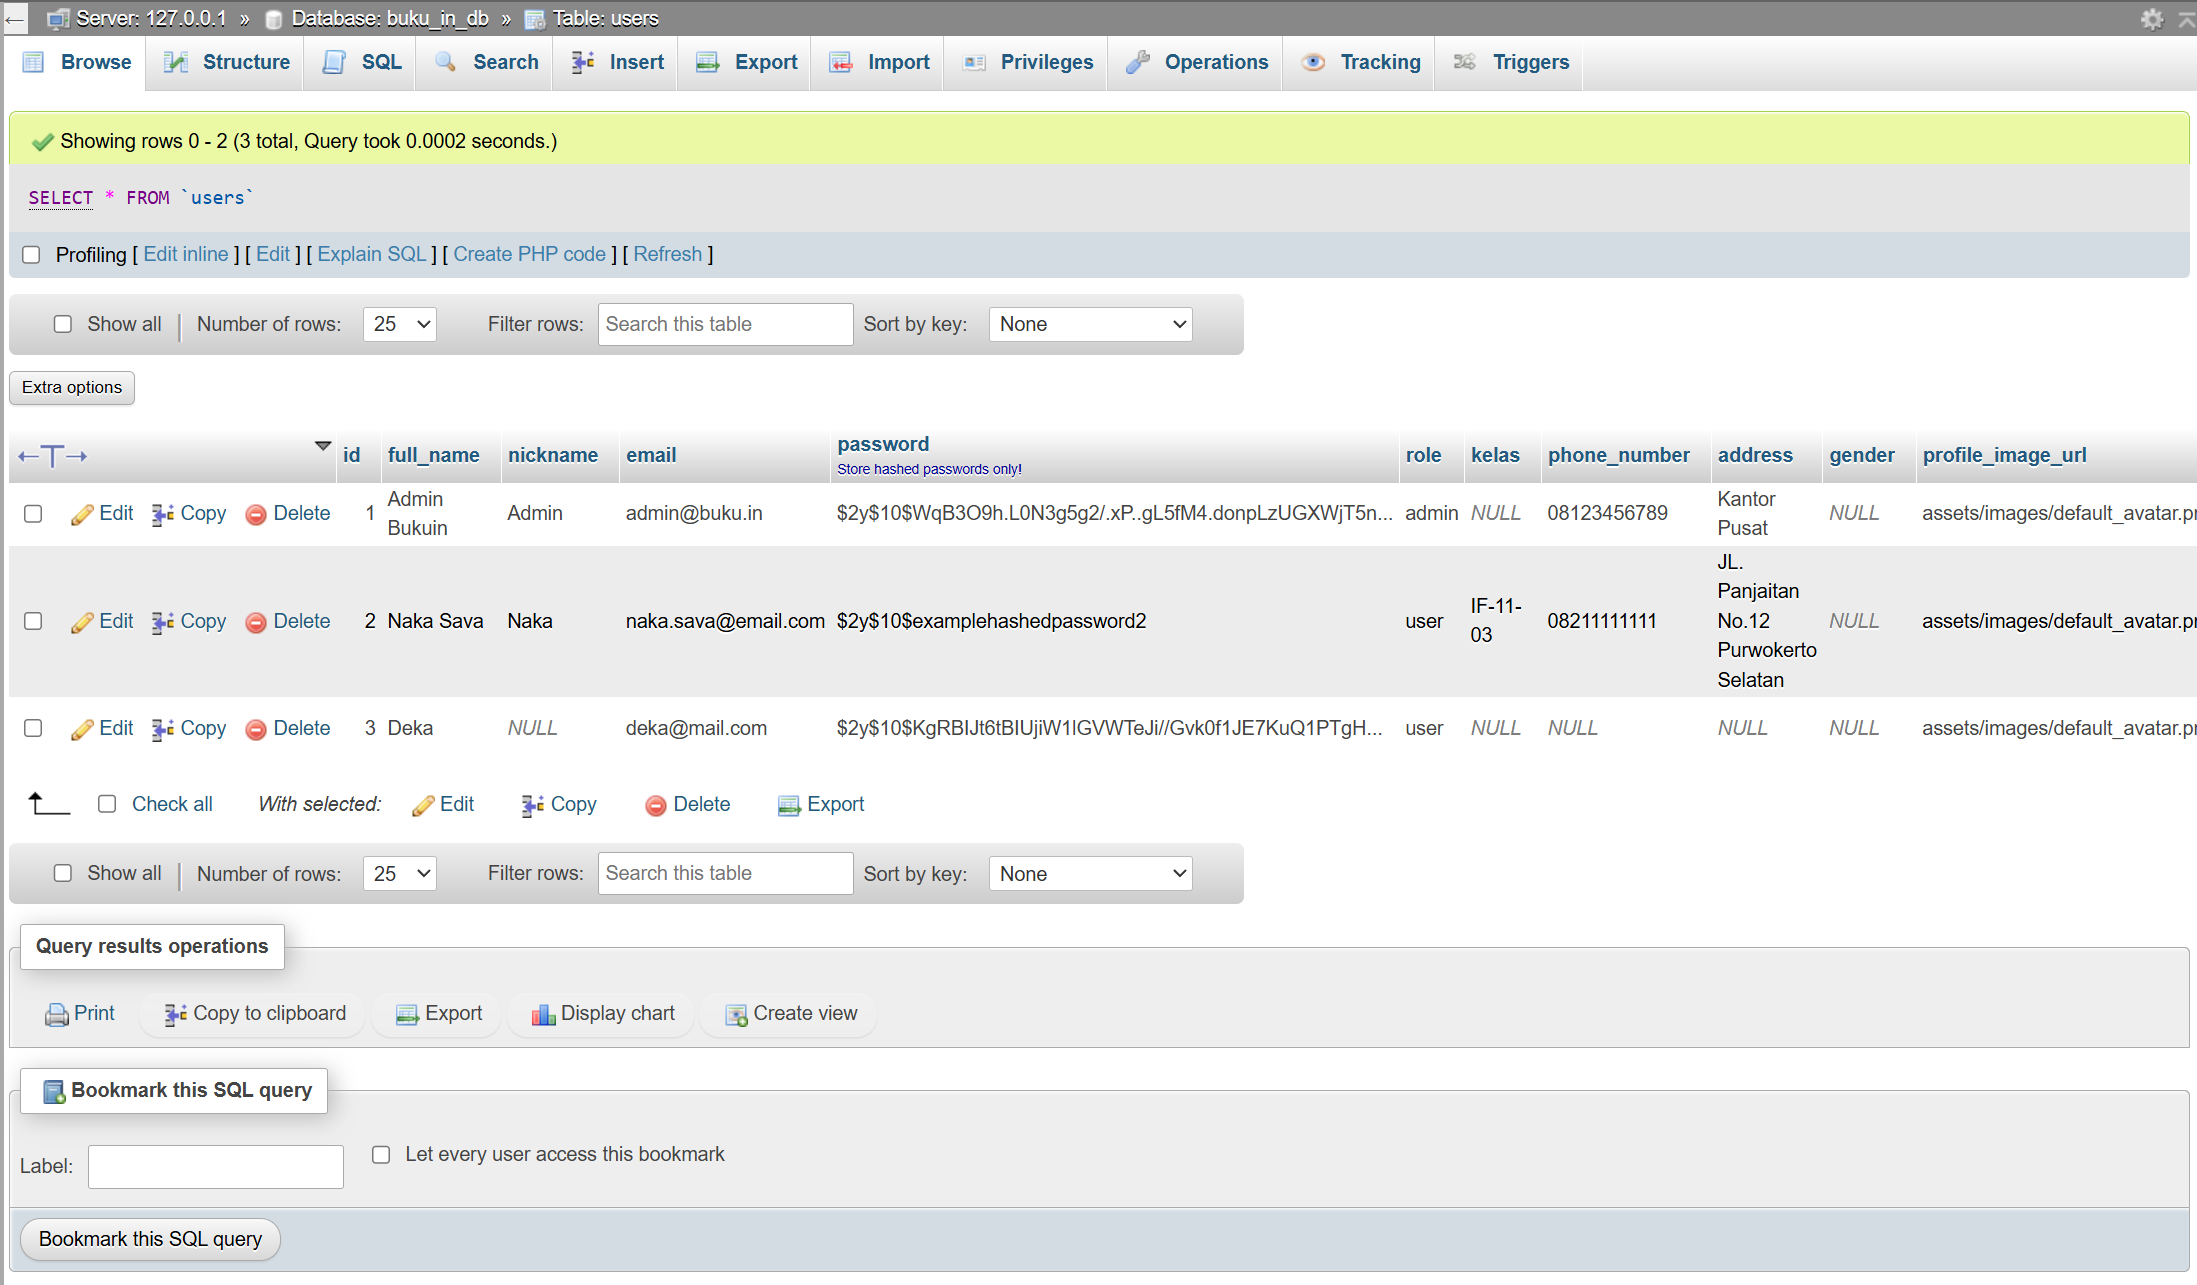 Server: 127.0.0.1 » Database: buku_in_db » Table: users
Browse Structure SQL Search Insert Export Import Privileges Operations Tracking Triggers
Showing rows 0 - 2 (3 total, Query took 0.0002 seconds.)
SELECT * FROM `users`
Profiling [ Edit inline ] [ Edit ] [ Explain SQL ] [ Create PHP code ] [ Refresh ]
Show all | Number of rows: 25 Filter rows: Search this table Sort by key: None
Extra options
id full_name nickname email password role kelas phone_number address gender profile_image_url
Store hashed passwords only!
Edit Copy Delete 1 Admin Bukuin Admin admin@buku.in $2y$10$WqB3O9h.L0N3g5g2/.xP..gL5fM4.donpLzUGXWjT5n... admin NULL 08123456789 Kantor Pusat NULL assets/images/default_avatar.pr
Edit Copy Delete 2 Naka Sava Naka naka.sava@email.com $2y$10$examplehashedpassword2 user IF-11-03 08211111111 JL. Panjaitan No.12 Purwokerto Selatan NULL assets/images/default_avatar.pr
Edit Copy Delete 3 Deka NULL deka@mail.com $2y$10$KgRBIJt6tBIUjiW1lGVWTeJi//Gvk0f1JE7KuQ1PTgH... user NULL NULL NULL NULL assets/images/default_avatar.pr
Check all With selected: Edit Copy Delete Export
Show all | Number of rows: 25 Filter rows: Search this table Sort by key: None
Query results operations
Print Copy to clipboard Export Display chart Create view
Bookmark this SQL query
Label: Let every user access this bookmark
Bookmark this SQL query